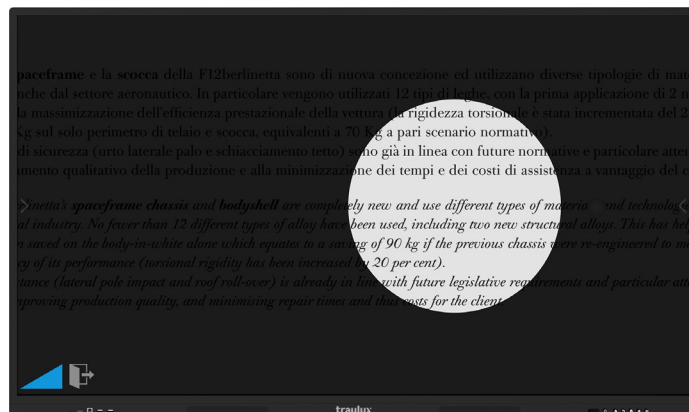 paceframe e la scocca della F12berlinetta sono di nuova concezione ed utilizzano diverse tipologie di mat
nche dal settore aeronautico. In particolare vengono utilizzati 12 tipi di leghe, con la prima applicazione di 2 n
la massimizzazione dell'efficienza prestazionale della vettura (la rigidezza torsionale è stata incrementata del 2
Kg sul solo perimetro di telaio e scocca, equivalenti a 70 Kg a pari scenario normativo).
di sicurezza (urto laterale palo e schiacciamento tetto) sono già in linea con future normative e particolare atten
amento qualitativo della produzione e alla minimizzazione dei tempi e dei costi di assistenza a vantaggio del c
rlinetta's spaceframe chassis and bodyshell are completely new and use different types of materia nd technolog
al industry. No fewer than 12 different types of alloy have been used, including two new structural alloys. This has hel
n saved on the body-in-white alone which equates to a saving of 90 kg if the previous chassis were re-engineered to m
cy of its performance (torsional rigidity has been increased by 20 per cent).
tance (lateral pole impact and roof roll-over) is already in line with future legislative requirements and particular atte
mproving production quality, and minimising repair times and thus costs for the client
traulux